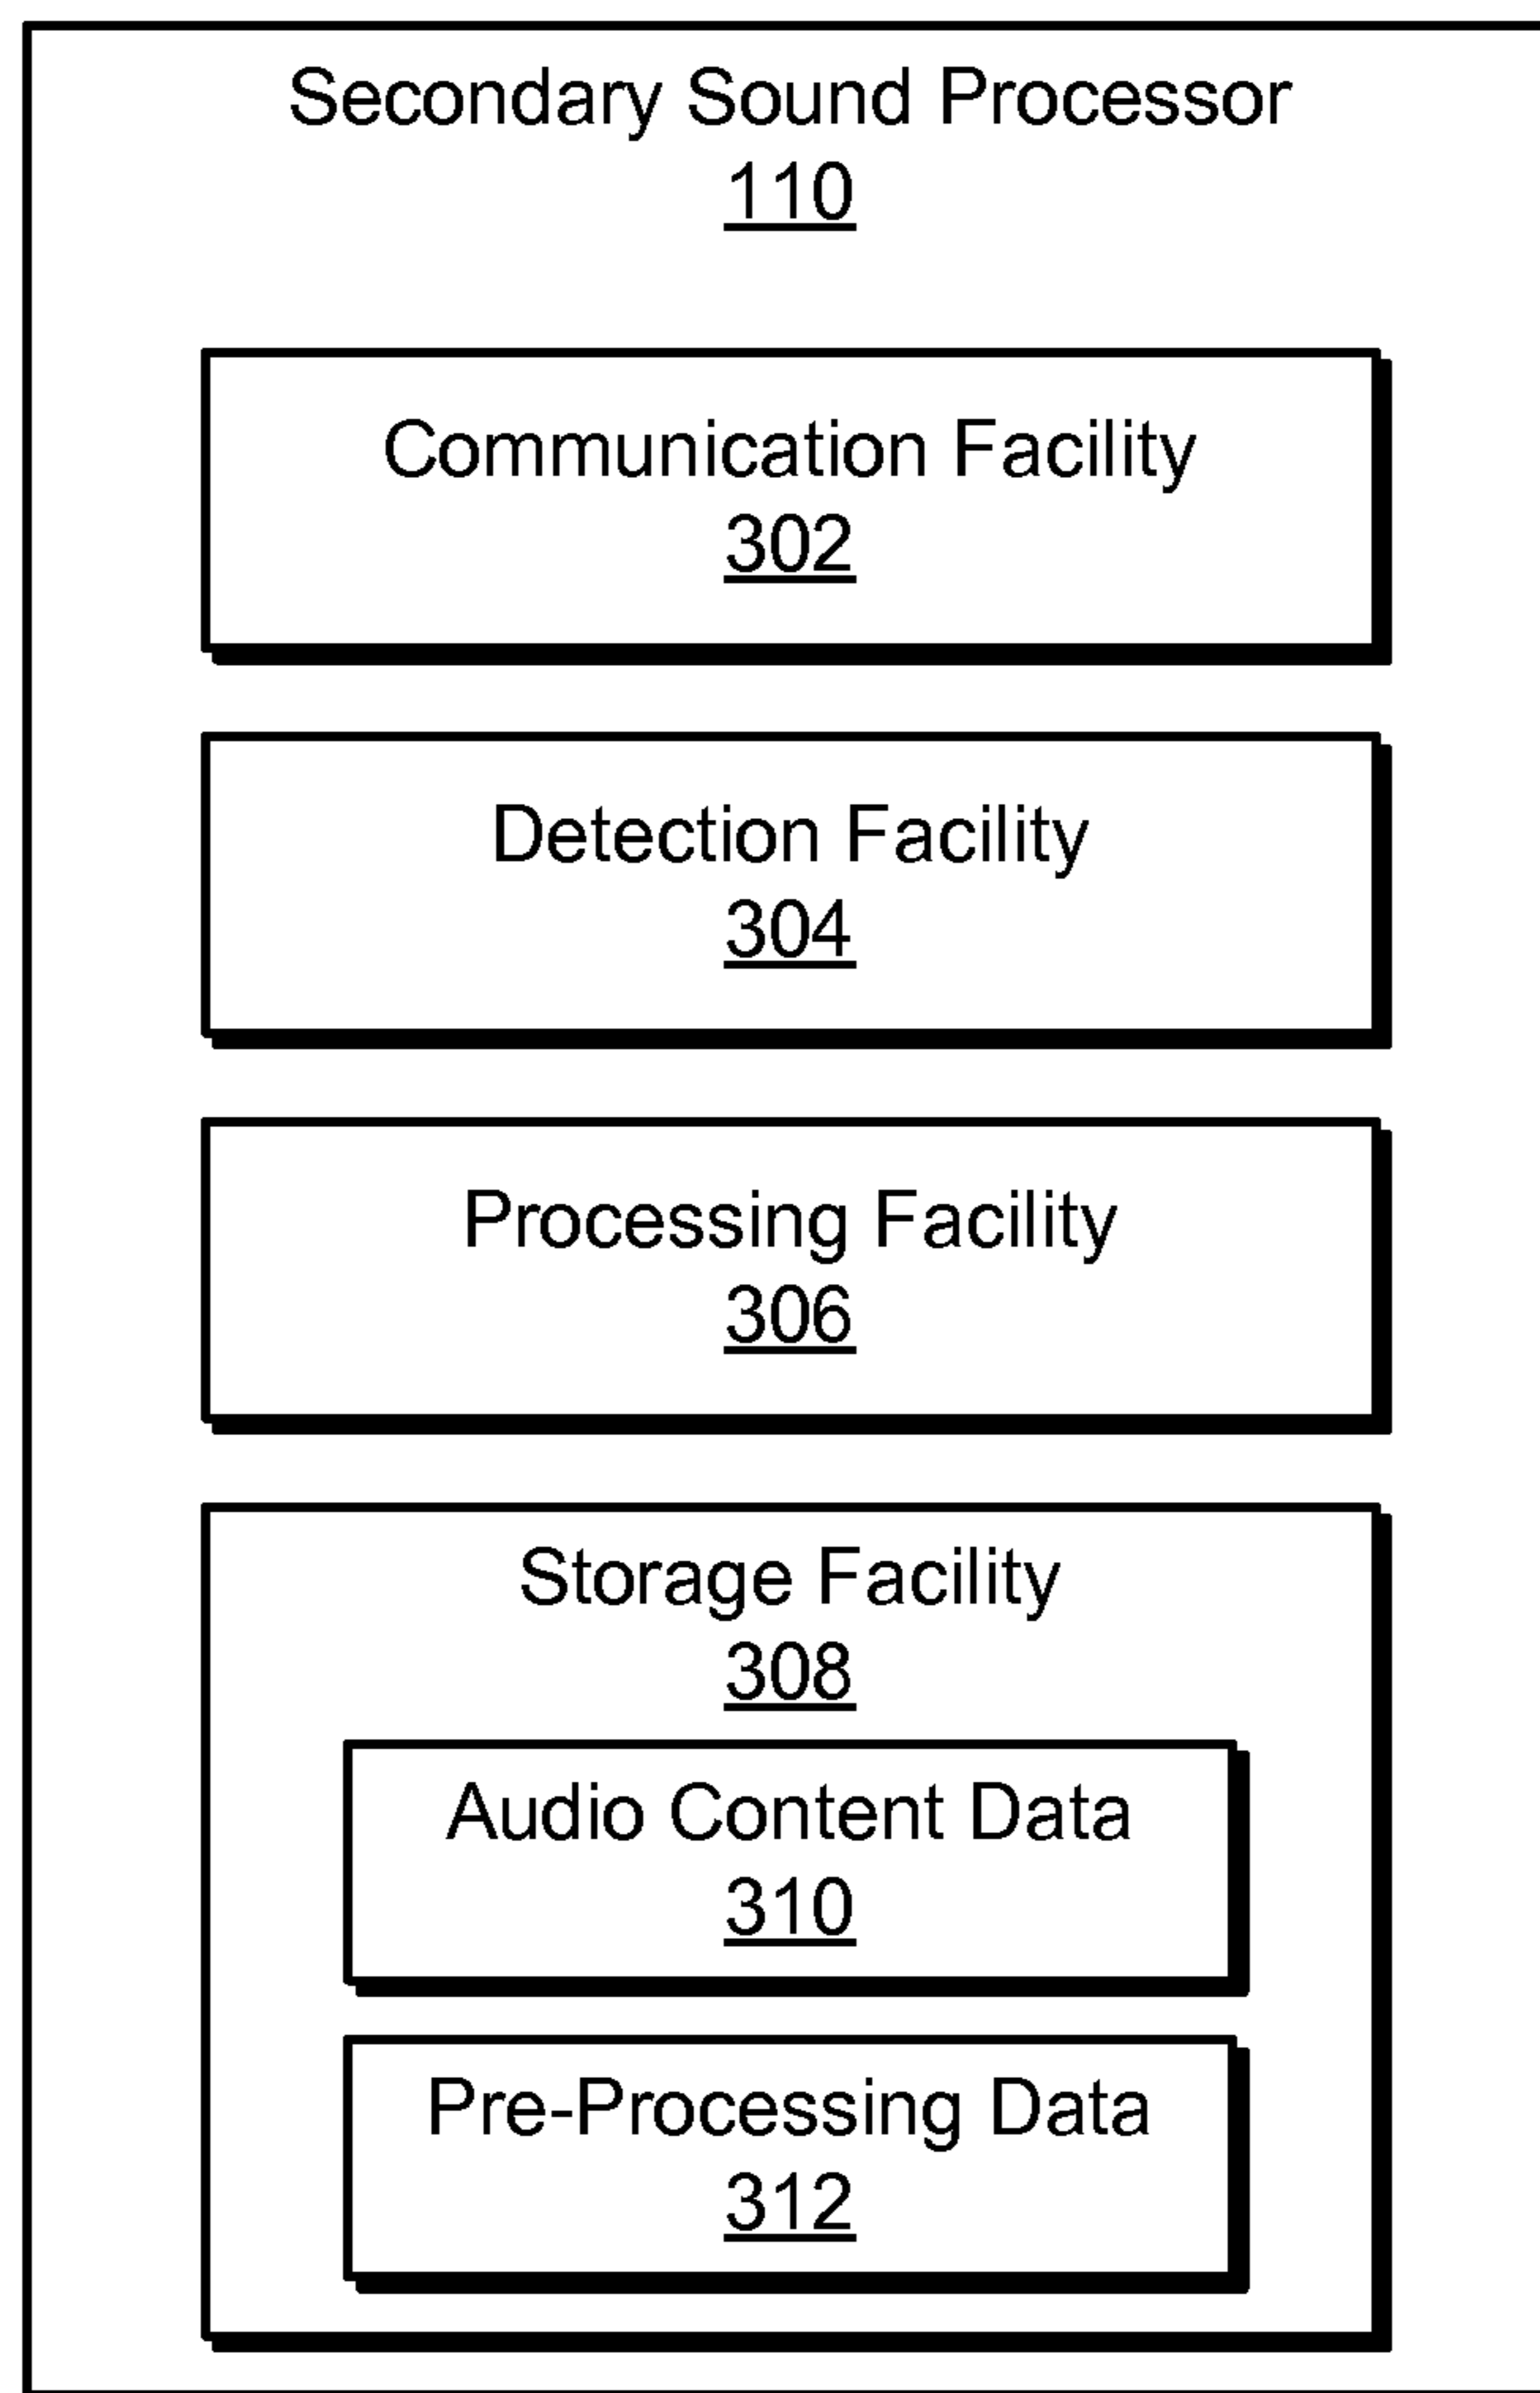 Secondary Sound Processor
110
Communication Facility
302
Detection Facility
304
Processing Facility
306
Storage Facility
308
Audio Content Data
310
Pre-Processing Data
312